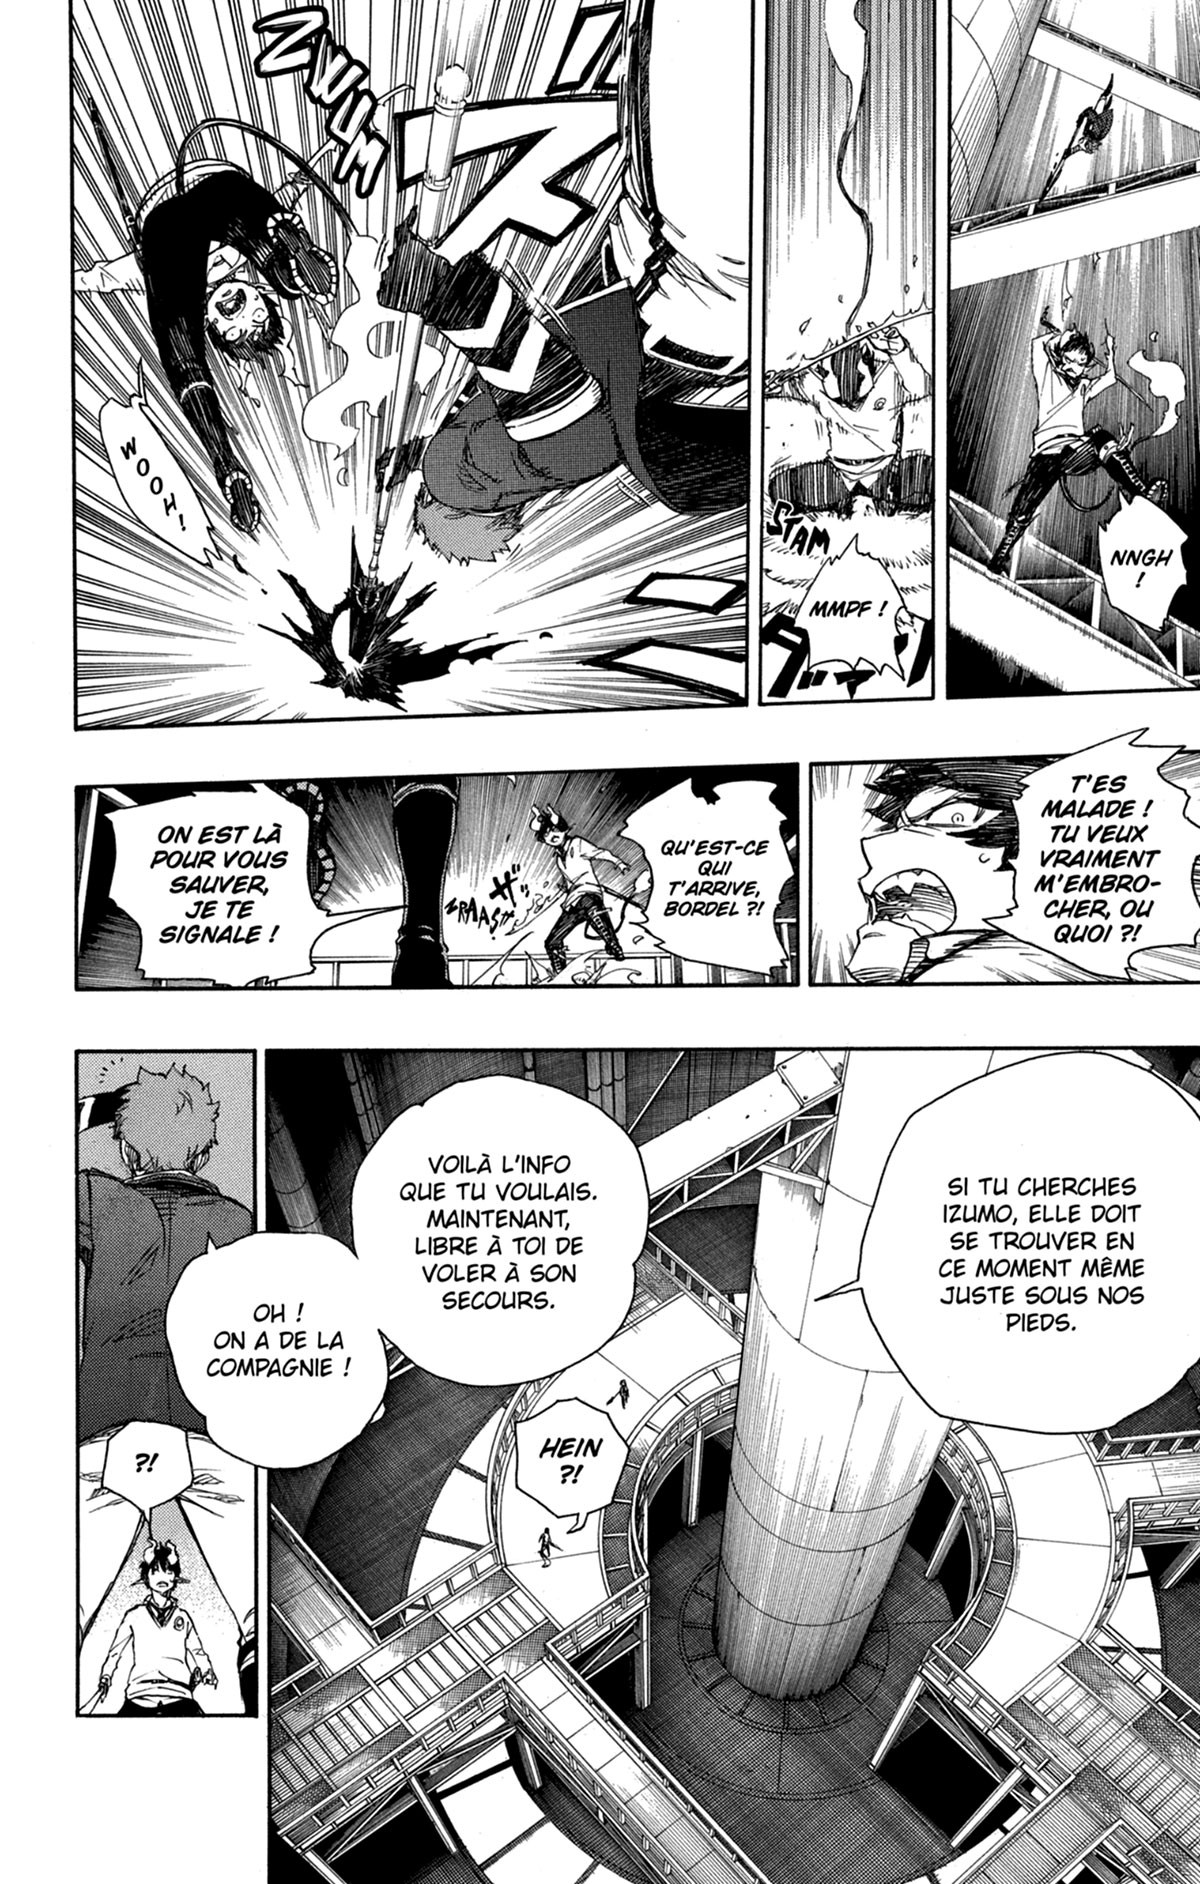 NNGH
!
STAM
MMPF !
ダンッ
ZWUM
WOOH !
T'ES
MALADE !
TU VEUX
VRAIMENT
M'EMBRO-
CHER, OU
QUOI ?!
QU'EST-CE
QUI
T'ARRIVE,
BORDEL ?!
ON EST LÀ
POUR VOUS
SAUVER,
JE TE
SIGNALE !
SI TU CHERCHES
IZUMO, ELLE DOIT
SE TROUVER EN
CE MOMENT MÊME
JUSTE SOUS NOS
PIEDS.
VOILÀ L'INFO
QUE TU VOULAIS.
MAINTENANT,
LIBRE À TOI DE
VOLER À SON
SECOURS.
HEIN
?!
OH !
ON A DE LA
COMPAGNIE !
?!